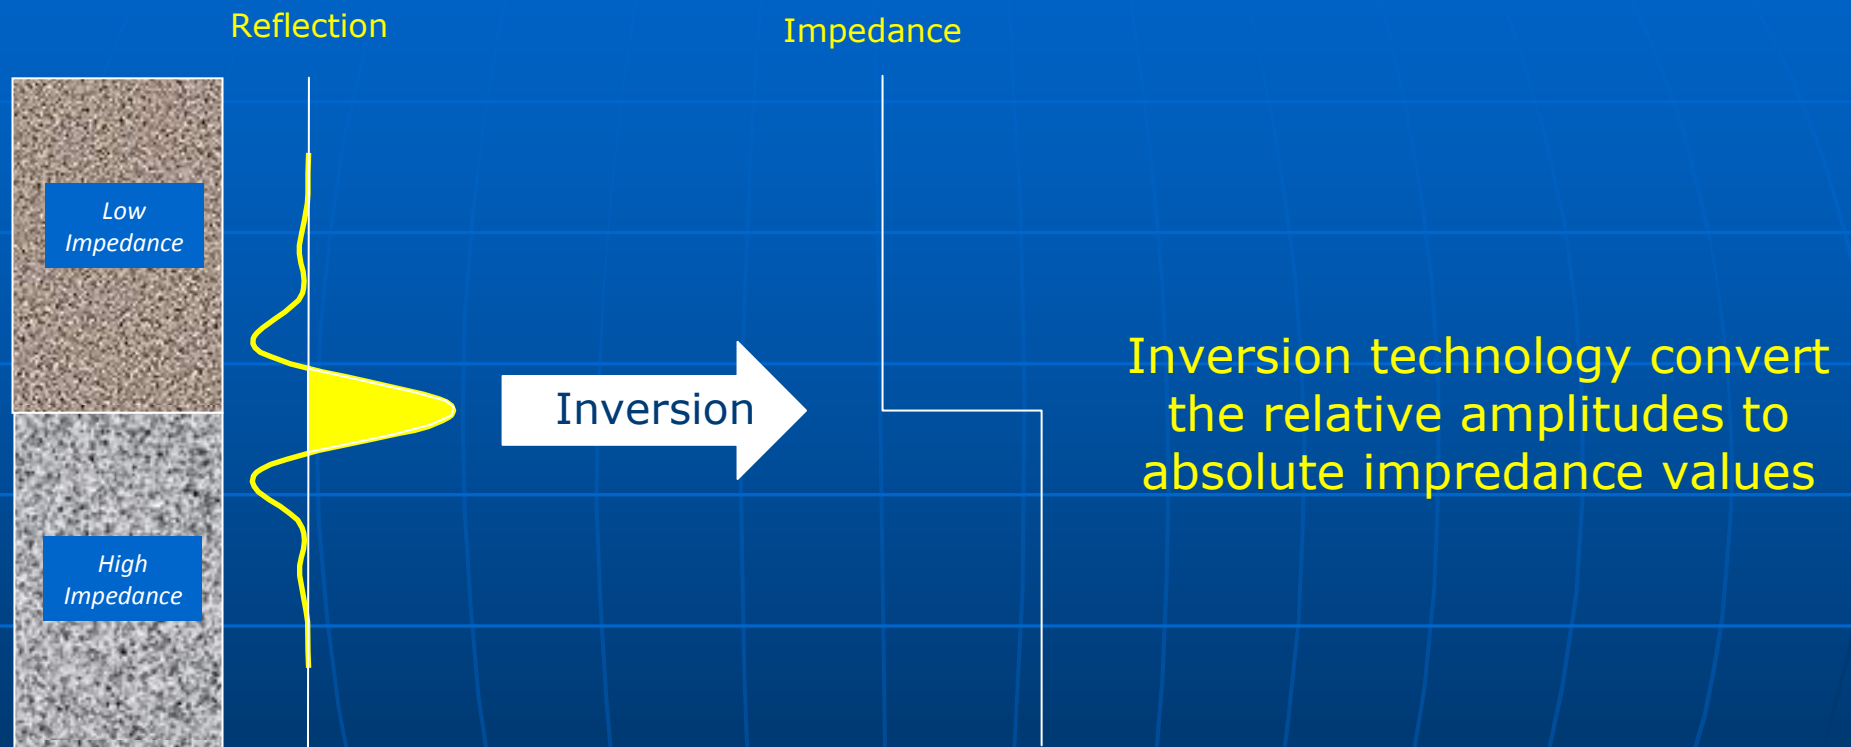 Reflection
Impedance
Low
Impedance
Inversion
Inversion technology convert
the relative amplitudes to
absolute impredance values
High
Impedance